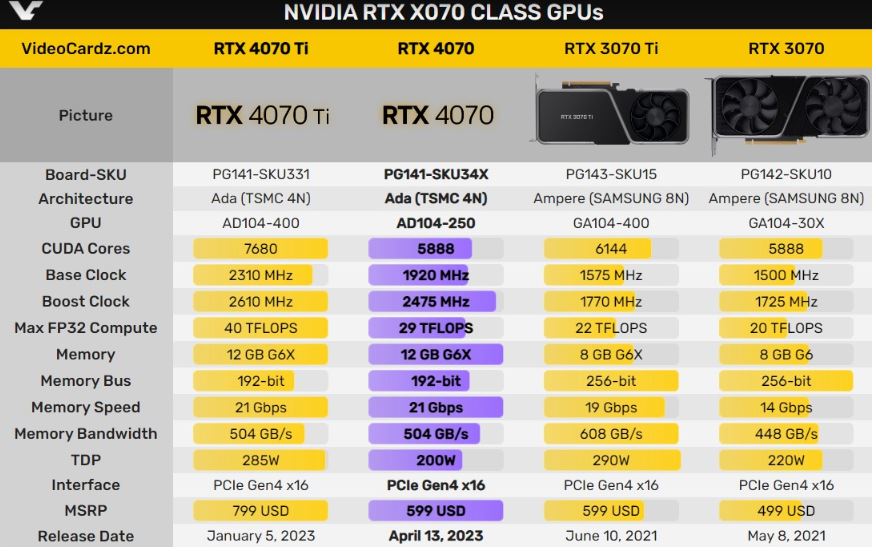 NVIDIA RTX X070 CLASS GPUs
VideoCardz.com RTX 4070 Ti RTX 4070 RTX 3070 Ti RTX 3070
Picture RTX 4070 Ti RTX 4070 RTX 3070 Ti
Board-SKU PG141-SKU331 PG141-SKU34X PG143-SKU15 PG142-SKU10
Architecture Ada (TSMC 4N) Ada (TSMC 4N) Ampere (SAMSUNG 8N) Ampere (SAMSUNG 8N)
GPU AD104-400 AD104-250 GA104-400 GA104-30X
CUDA Cores 7680 5888 6144 5888
Base Clock 2310 MHz 1920 MHz 1575 MHz 1500 MHz
Boost Clock 2610 MHz 2475 MHz 1770 MHz 1725 MHz
Max FP32 Compute 40 TFLOPS 29 TFLOPS 22 TFLOPS 20 TFLOPS
Memory 12 GB G6X 12 GB G6X 8 GB G6X 8 GB G6
Memory Bus 192-bit 192-bit 256-bit 256-bit
Memory Speed 21 Gbps 21 Gbps 19 Gbps 14 Gbps
Memory Bandwidth 504 GB/s 504 GB/s 608 GB/s 448 GB/s
TDP 285W 200W 290W 220W
Interface PCIe Gen4 x16 PCIe Gen4 x16 PCIe Gen4 x16 PCIe Gen4 x16
MSRP 799 USD 599 USD 599 USD 499 USD
Release Date January 5, 2023 April 13, 2023 June 10, 2021 May 8, 2021